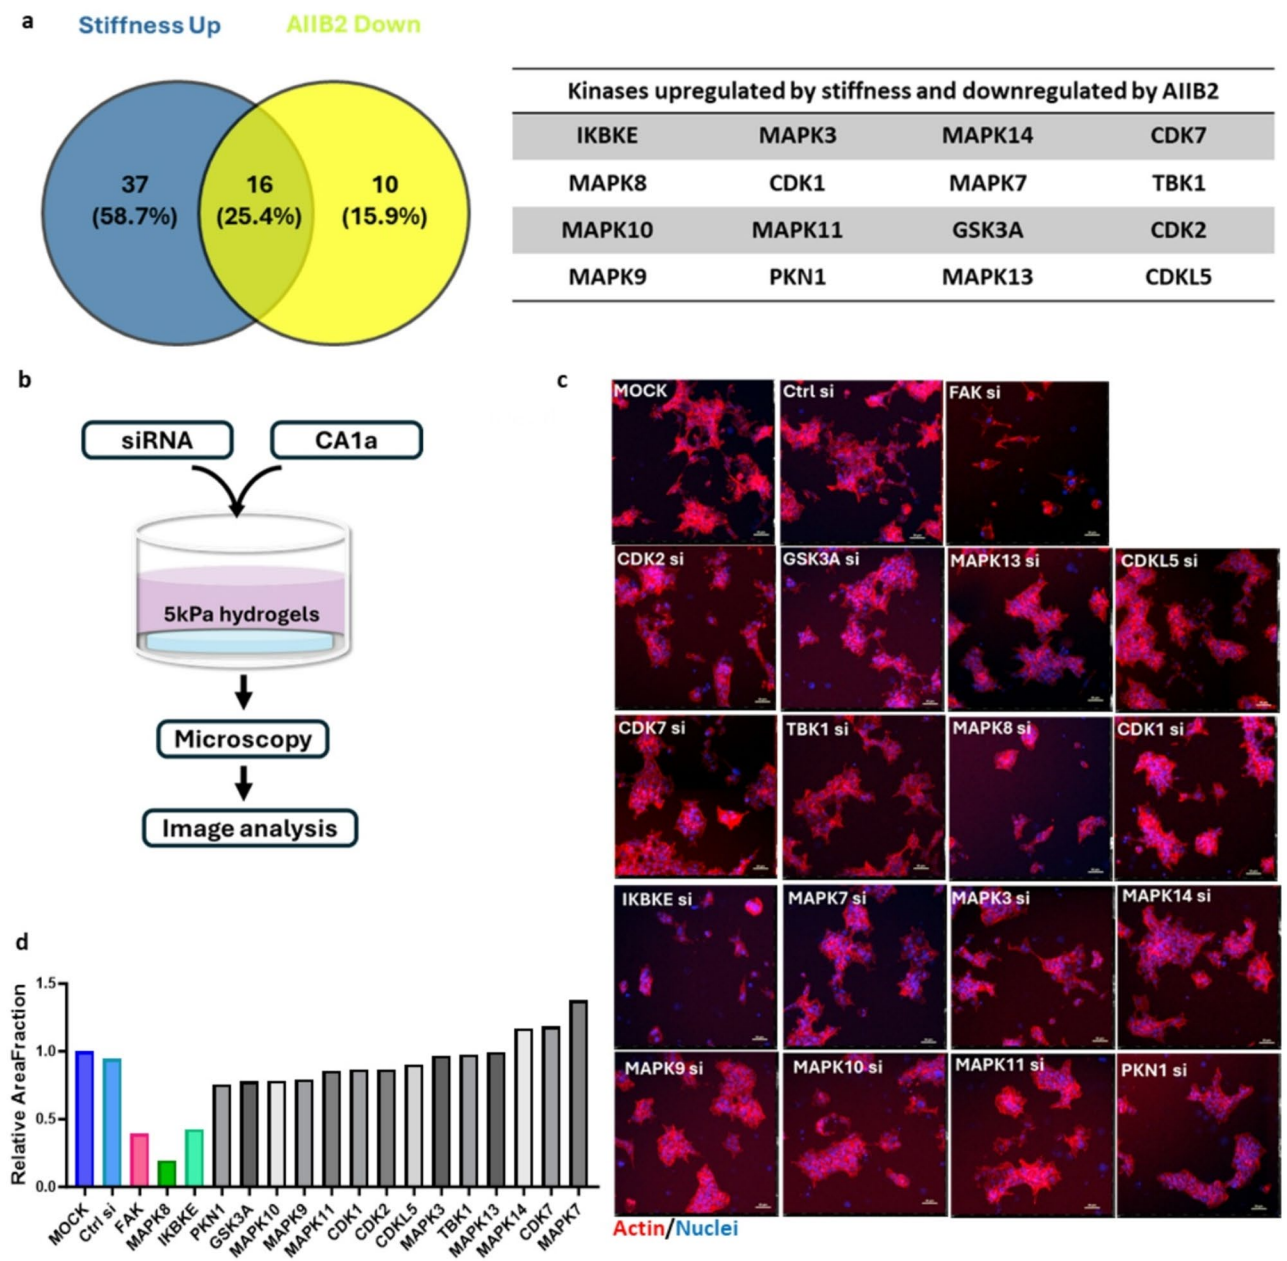 a
Stiffness Up AIIB2 Down
37 16 10
(58.7%) (25.4%) (15.9%)
Kinases upregulated by stiffness and downregulated by AIIB2
IKBKE MAPK3 MAPK14 CDK7
MAPK8 CDK1 MAPK7 TBK1
MAPK10 MAPK11 GSK3A CDK2
MAPK9 PKN1 MAPK13 CDKL5
b
siRNA CA1a
5kPa hydrogels
Microscopy
Image analysis
c
MOCK Ctrl si FAK si
CDK2 si GSK3A si MAPK13 si CDKL5 si
CDK7 si TBK1 si MAPK8 si CDK1 si
IKBKE si MAPK7 si MAPK3 si MAPK14 si
MAPK9 si MAPK10 si MAPK11 si PKN1 si
Actin/Nuclei
d
Relative AreaFraction
1.5
1.0
0.5
0.0
MOCK Ctrl si FAK MAPK8 IKBKE PKN1 GSK3A MAPK10 MAPK9 MAPK11 CDK1 CDK2 CDKL5 MAPK3 TBK1 MAPK13 MAPK14 CDK7 MAPK7